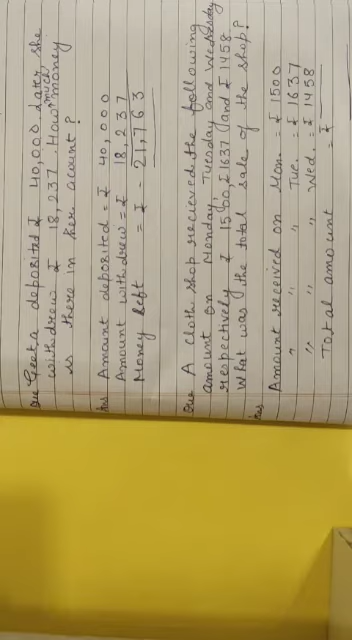 Que Geeta deposited ₹ 40,000. Later she
withdrew ₹ 18,237. How much money
is there in her acount?
Ans Amount deposited = ₹ 40,000
Amount withdrew = ₹ 18,237
Money left = ₹ - 21,763
Que A cloth shop recieved the following
amount on Monday, Tuesday and Wednesday
respectively ₹ 1500, ₹ 1637 and ₹ 1458.
What was the total sale of the shop?
Ans Amount received on Mon. = ₹ 1500
" " " Tue. = ₹ 1637
" " " Wed. = ₹ 1458
Total amount = ₹